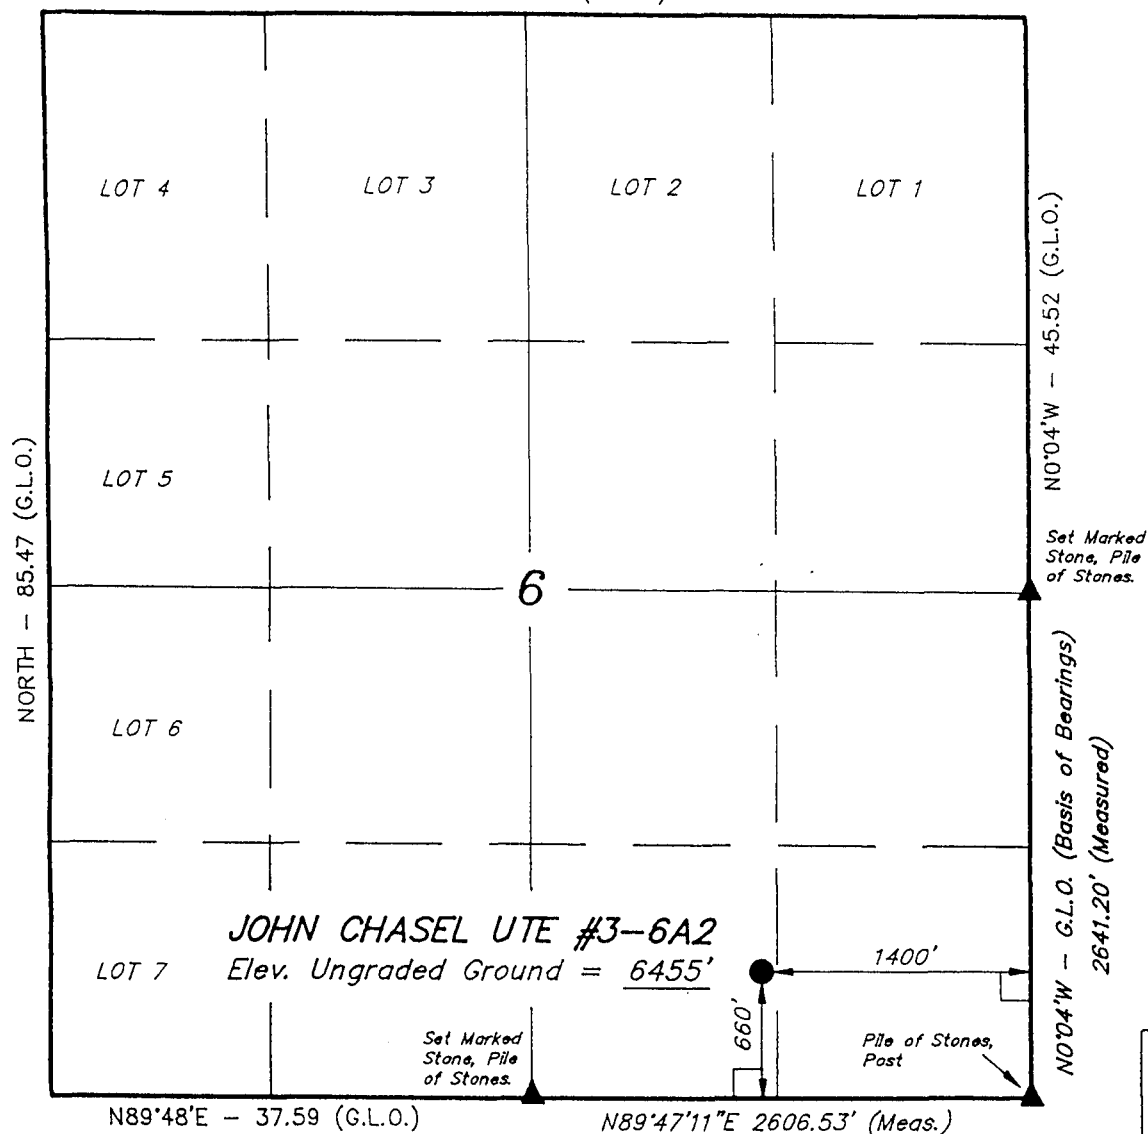 LOT 4
LOT 3
LOT 2
LOT 1
N0°04'W - 45.52 (G.L.O.)
NORTH - 85.47 (G.L.O.)
LOT 5
Set Marked
Stone, Pile
of Stones.
6
LOT 6
N0°04'W - G.L.O. (Basis of Bearings)
2641.20' (Measured)
JOHN CHASEL UTE #3-6A2
LOT 7
Elev. Ungraded Ground = 6455'
1400'
660'
Set Marked
Stone, Pile
of Stones.
Pile of Stones,
Post
N89°48'E - 37.59 (G.L.O.)
N89°47'11"E 2606.53' (Meas.)